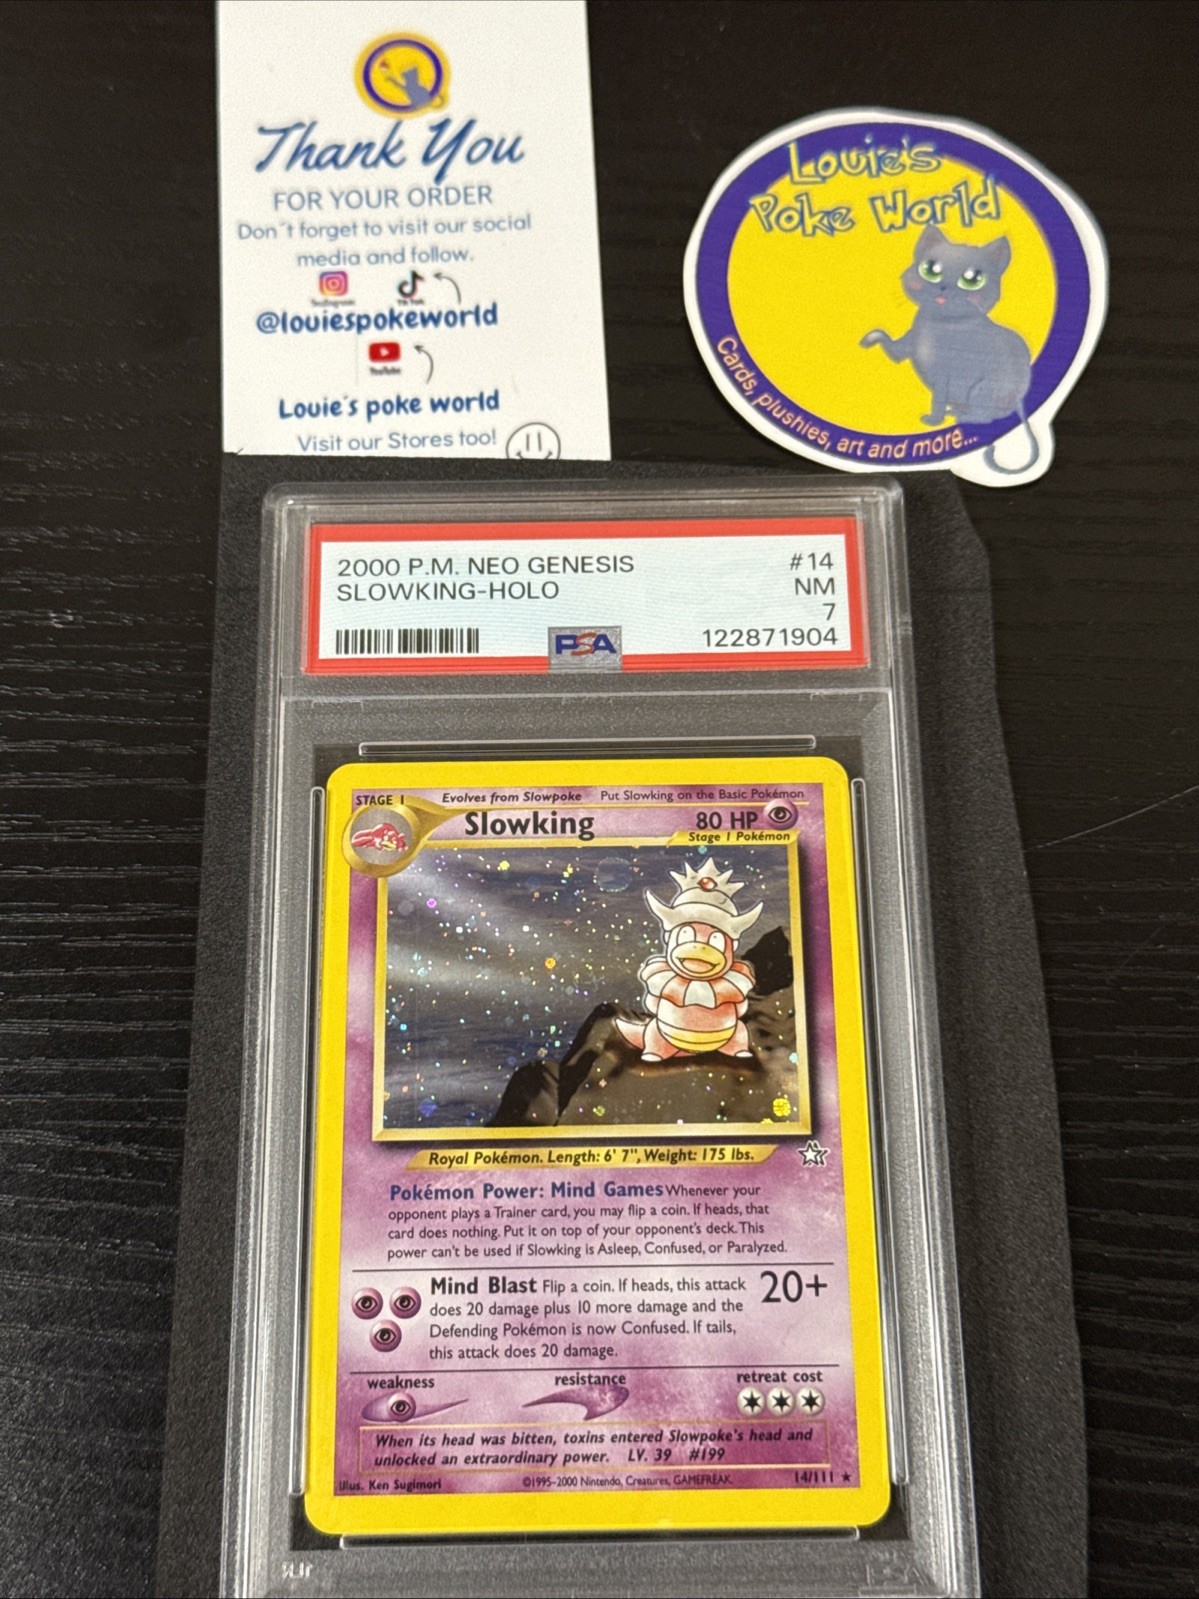 Thank You
FOR YOUR ORDER
Don't forget to visit our social
media and follow.
Instagram
@louiespokeworld
YouTube
Louie's poke world
Visit our Stores too!
Louie's
Poke World
Cards, plushies, art and more...
2000 P.M. NEO GENESIS #14
SLOWKING-HOLO NM
7
PSA 122871904
STAGE 1 Evolves from Slowpoke Put Slowking on the Basic Pokémon
Slowking 80 HP
Stage 1 Pokémon
Royal Pokémon. Length: 6' 7", Weight: 175 lbs.
Pokémon Power: Mind Games Whenever your
opponent plays a Trainer card, you may flip a coin. If heads, that
card does nothing. Put it on top of your opponent's deck. This
power can't be used if Slowking is Asleep, Confused, or Paralyzed.
Mind Blast Flip a coin. If heads, this attack 20+
does 20 damage plus 10 more damage and the
Defending Pokémon is now Confused. If tails,
this attack does 20 damage.
weakness resistance retreat cost
When its head was bitten, toxins entered Slowpoke's head and
unlocked an extraordinary power. LV. 39 #199
Illus. Ken Sugimori ©1995-2000 Nintendo, Creatures, GAMEFREAK. 14/111 ★